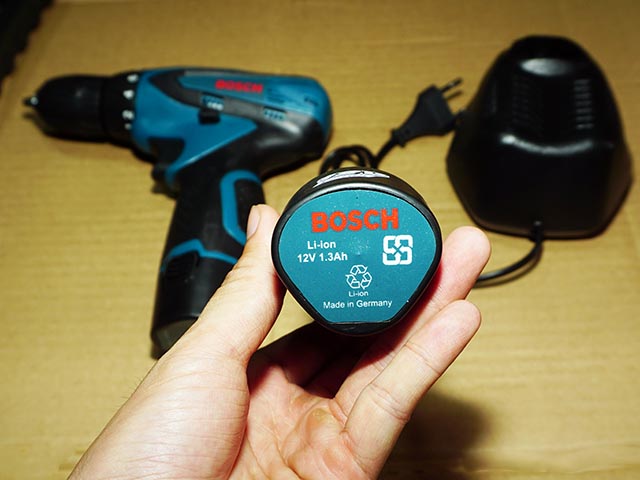 BOSCH
BOSCH
Li-ion
12V 1.3Ah
Li-ion
Made in Germany